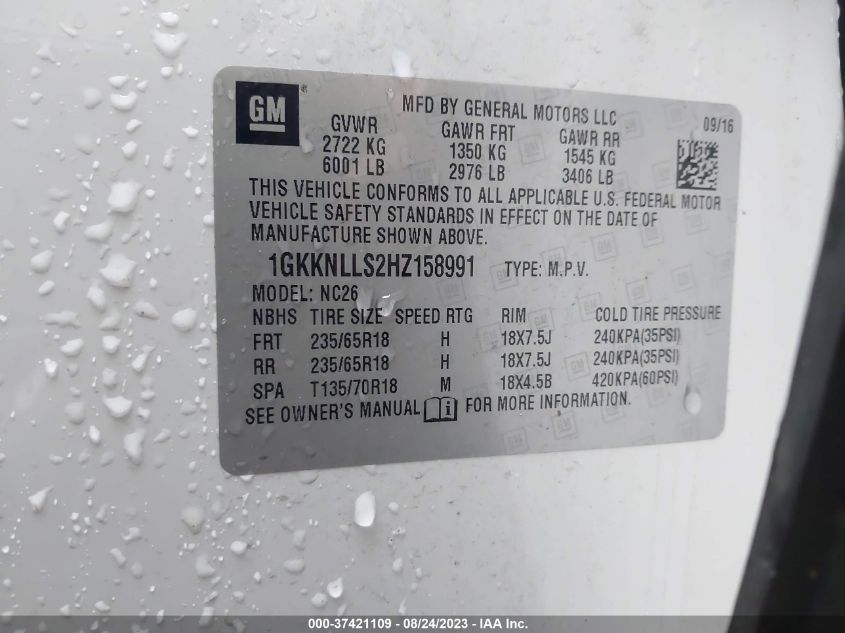 GM ®
MFD BY GENERAL MOTORS LLC
09/16
GVWR GAWR FRT GAWR RR
2722 KG 1350 KG 1545 KG
6001 LB 2976 LB 3406 LB
THIS VEHICLE CONFORMS TO ALL APPLICABLE U.S. FEDERAL MOTOR
VEHICLE SAFETY STANDARDS IN EFFECT ON THE DATE OF
MANUFACTURE SHOWN ABOVE.
1GKKNLLS2HZ158991 TYPE: M.P.V.
MODEL: NC26
NBHS TIRE SIZE SPEED RTG RIM COLD TIRE PRESSURE
FRT 235/65R18 H 18X7.5J 240KPA(35PSI)
RR 235/65R18 H 18X7.5J 240KPA(35PSI)
SPA T135/70R18 M 18X4.5B 420KPA(60PSI)
SEE OWNER'S MANUAL FOR MORE INFORMATION.
000-37421109 - 08/24/2023 - IAA Inc.